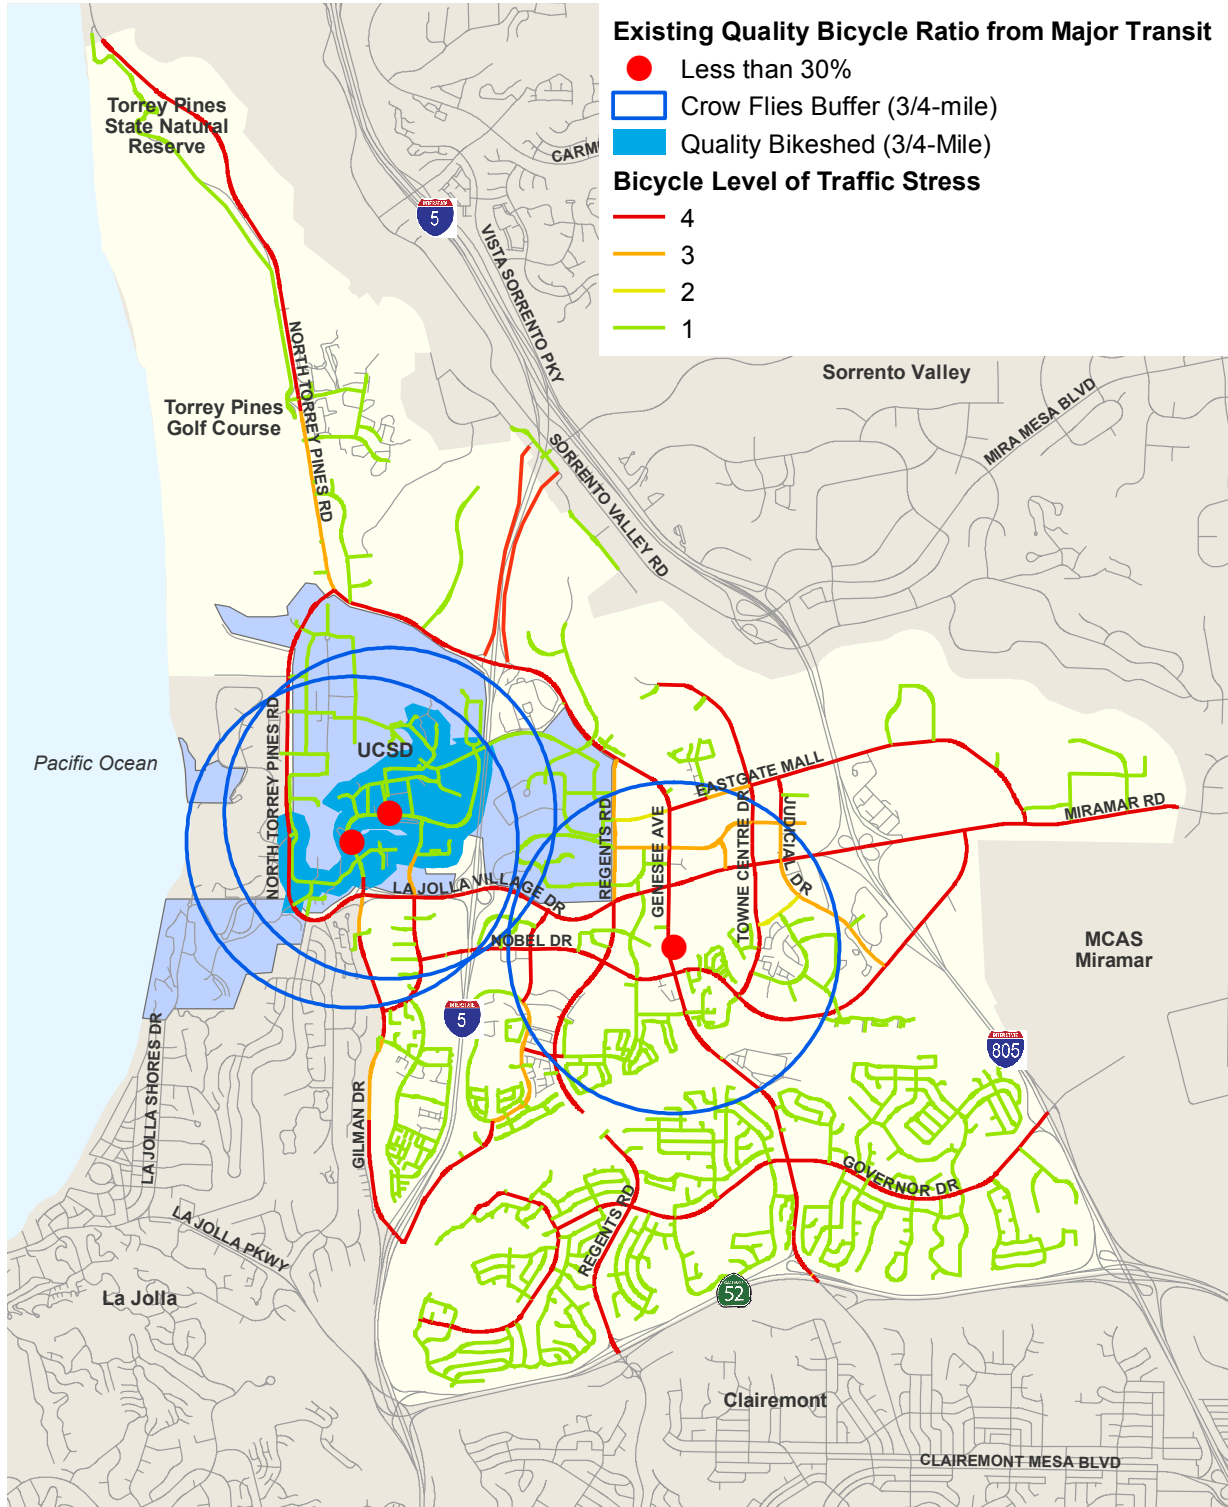 Existing Quality Bicycle Ratio from Major Transit
Less than 30%
Crow Flies Buffer (3/4-mile)
Quality Bikeshed (3/4-Mile)
Bicycle Level of Traffic Stress
4
3
2
1
Torrey Pines
State Natural
Reserve
CARM
INTERSTATE
5
VISTA SORRENTO PKY
Sorrento Valley
MIRA MESA BLVD
NORTH TORREY PINES RD
Torrey Pines
Golf Course
SORRENTO VALLEY RD
NORTH TORREY PINES RD
UCSD
Pacific Ocean
EASTGATE MALL
MIRAMAR RD
REGENTS RD
GENESEE AVE
TOWNE CENTRE DR
JUDICIAL DR
LA JOLLA VILLAGE DR
NOBEL DR
MCAS
Miramar
INTERSTATE
5
INTERSTATE
805
LA JOLLA SHORES DR
GILMAN DR
GOVERNOR DR
REGENTS RD
LA JOLLA PKWY
La Jolla
52
Clairemont
CLAIREMONT MESA BLVD